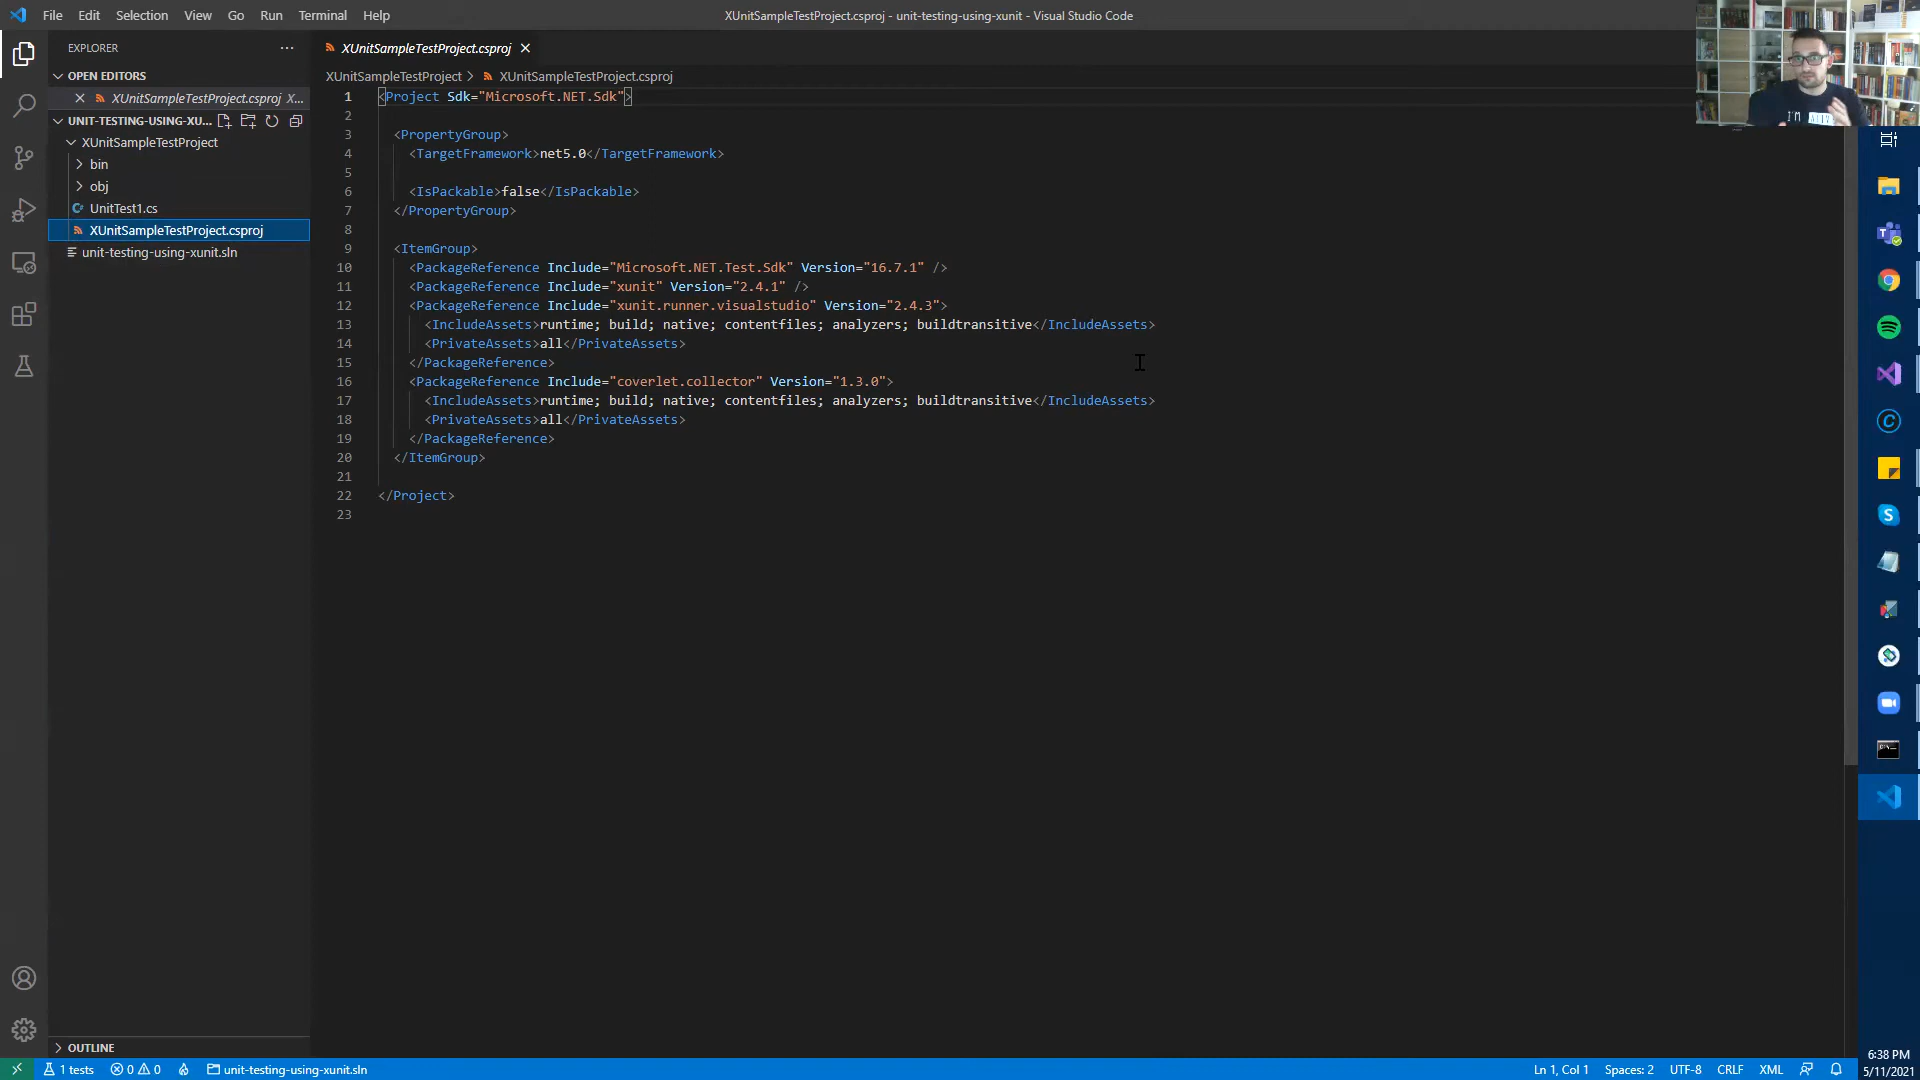 File Edit Selection View Go Run Terminal Help
XUnitSampleTestProject.csproj - unit-testing-using-xunit - Visual Studio Code
EXPLORER
OPEN EDITORS
XUnitSampleTestProject.csproj X...
UNIT-TESTING-USING-XU...
XUnitSampleTestProject
bin
obj
UnitTest1.cs
XUnitSampleTestProject.csproj
unit-testing-using-xunit.sln
OUTLINE
XUnitSampleTestProject.csproj
XUnitSampleTestProject > XUnitSampleTestProject.csproj
1 <Project Sdk="Microsoft.NET.Sdk">
2
3 <PropertyGroup>
4 <TargetFramework>net5.0</TargetFramework>
5
6 <IsPackable>false</IsPackable>
7 </PropertyGroup>
8
9 <ItemGroup>
10 <PackageReference Include="Microsoft.NET.Test.Sdk" Version="16.7.1" />
11 <PackageReference Include="xunit" Version="2.4.1" />
12 <PackageReference Include="xunit.runner.visualstudio" Version="2.4.3">
13 <IncludeAssets>runtime; build; native; contentfiles; analyzers; buildtransitive</IncludeAssets>
14 <PrivateAssets>all</PrivateAssets>
15 </PackageReference>
16 <PackageReference Include="coverlet.collector" Version="1.3.0">
17 <IncludeAssets>runtime; build; native; contentfiles; analyzers; buildtransitive</IncludeAssets>
18 <PrivateAssets>all</PrivateAssets>
19 </PackageReference>
20 </ItemGroup>
21
22 </Project>
23
I'M
1 tests 0 0 unit-testing-using-xunit.sln
Ln 1, Col 1 Spaces: 2 UTF-8 CRLF XML
6:38 PM
5/11/2021